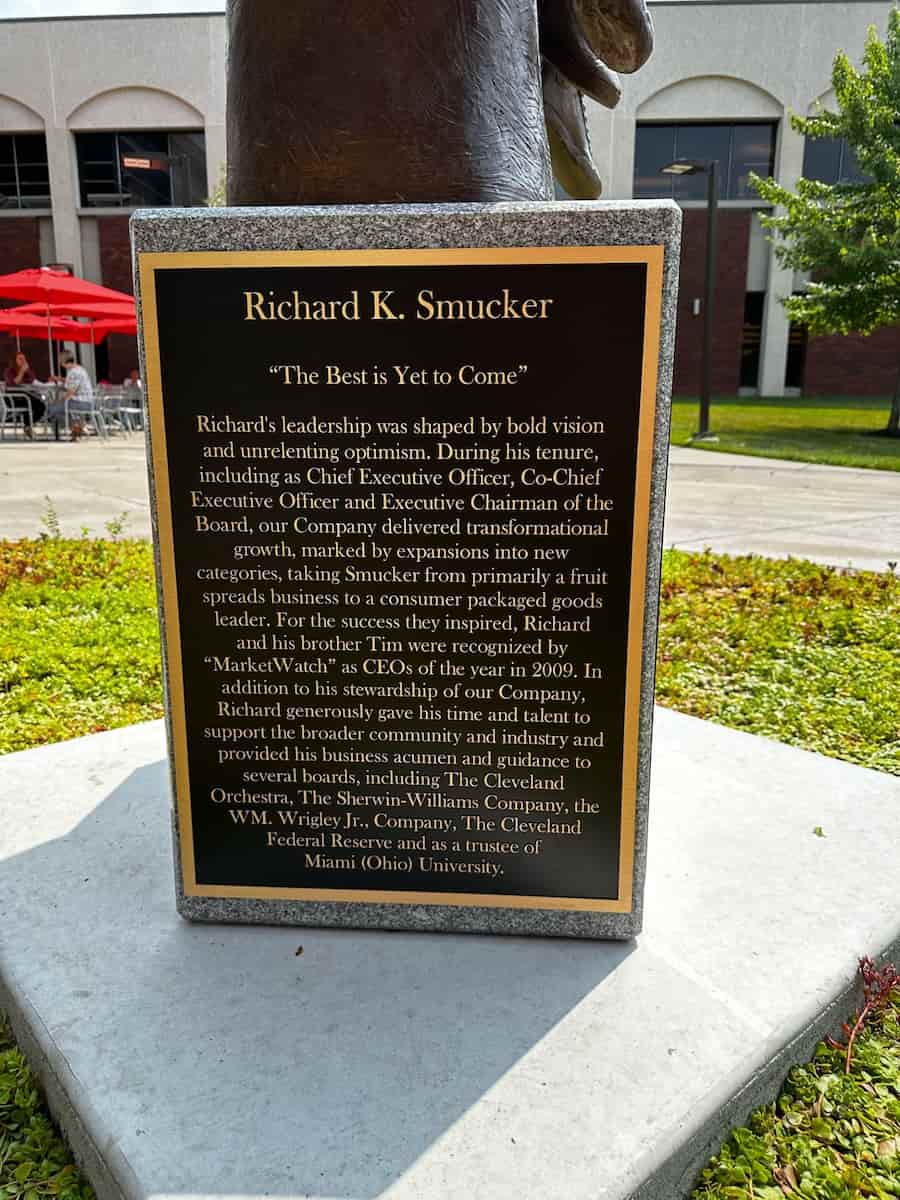 Richard K. Smucker
“The Best is Yet to Come”
Richard's leadership was shaped by bold vision
and unrelenting optimism. During his tenure,
including as Chief Executive Officer, Co-Chief
Executive Officer and Executive Chairman of the
Board, our Company delivered transformational
growth, marked by expansions into new
categories, taking Smucker from primarily a fruit
spreads business to a consumer packaged goods
leader. For the success they inspired, Richard
and his brother Tim were recognized by
“MarketWatch” as CEOs of the year in 2009. In
addition to his stewardship of our Company,
Richard generously gave his time and talent to
support the broader community and industry and
provided his business acumen and guidance to
several boards, including The Cleveland
Orchestra, The Sherwin-Williams Company, the
WM. Wrigley Jr., Company, The Cleveland
Federal Reserve and as a trustee of
Miami (Ohio) University.